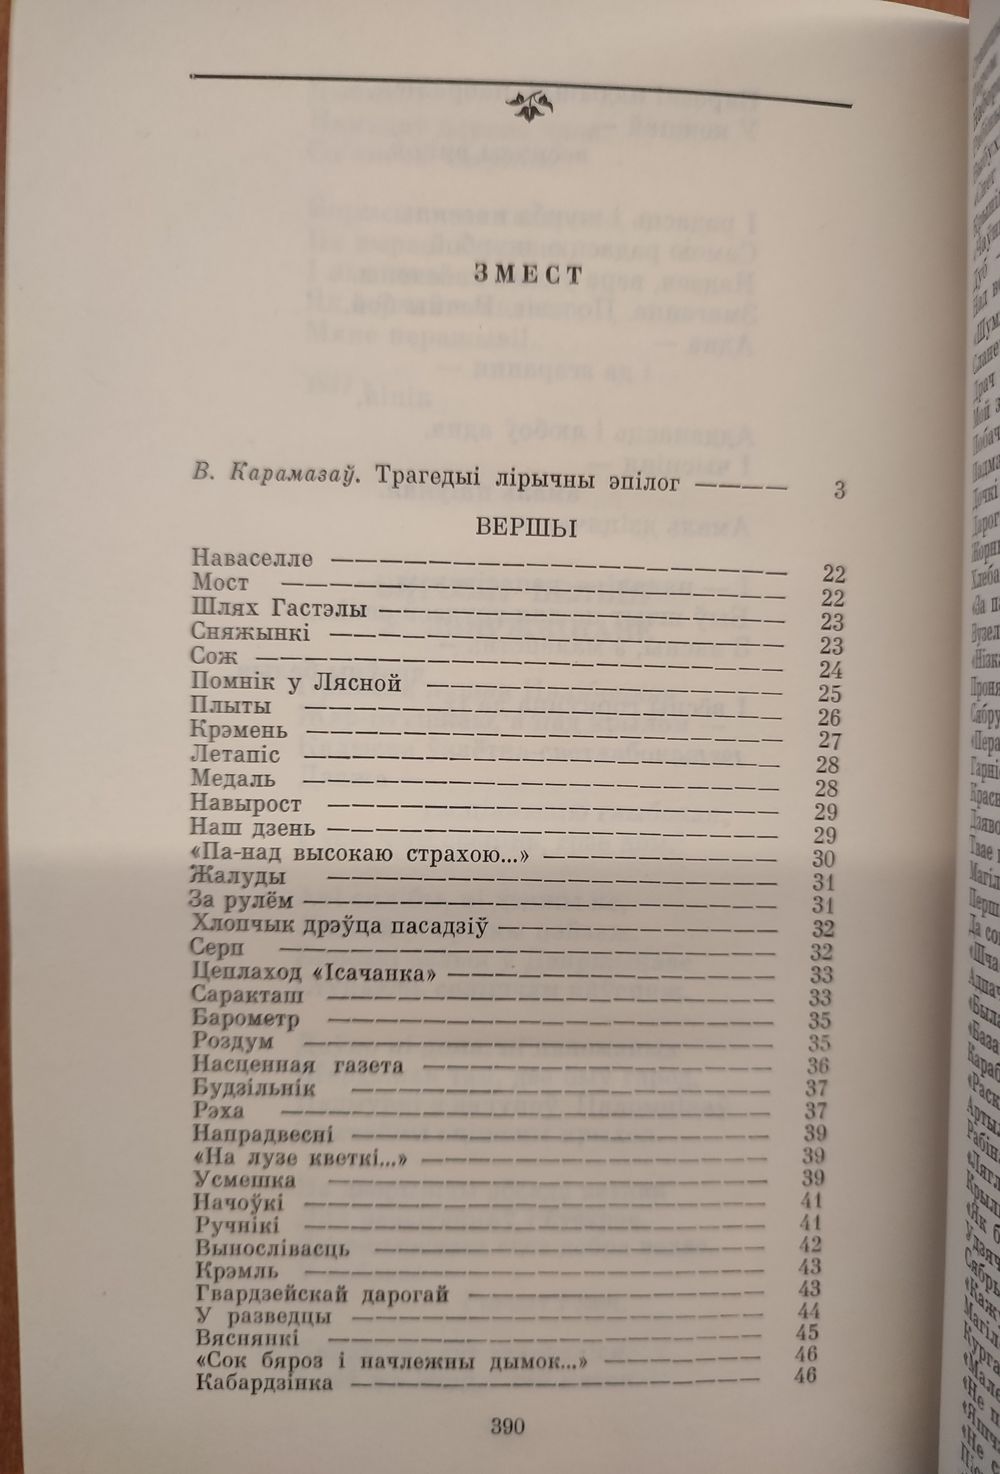 ЗМЕСТ
В. Карамазаў. Трагедыі лірычны эпілог ———— 3
ВЕРШЫ
Наваселле 22
Мост 22
Шлях Гастэлы 23
Сняжынкі 23
Сож 24
Помнік у Лясной 25
Плыты 26
Крэмень 27
Летапіс 28
Медаль 28
Навырост 29
Наш дзень 29
«Па-над высокаю страхою...» 30
Жалуды 31
За рулём 31
Хлопчык дрэўца пасадзіў 32
Серп 32
Цеплаход «Ісачанка» 33
Саракташ 33
Барометр 35
Роздум 35
Насценная газета 36
Будзільнік 37
Рэха 37
Напрадвесні 39
«На лузе кветкі...» 39
Усмешка 39
Начоўкі 41
Ручнікі 41
Вынослівасць 42
Крэмль 43
Гвардзейскай дарогай 43
У разведцы 44
Вяснянкі 45
«Сок бяроз і начлежны дымок...» 46
Кабардзінка 46
390